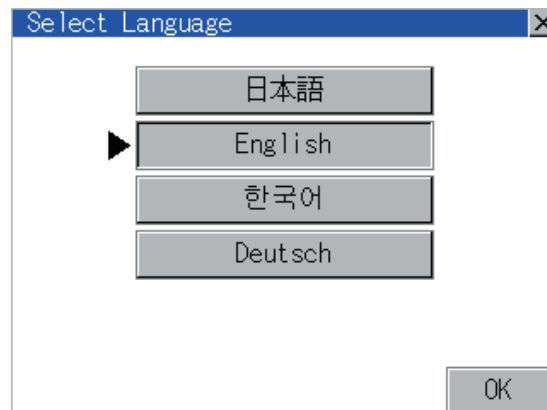 Select Language
日本語
English
한국어
Deutsch
OK